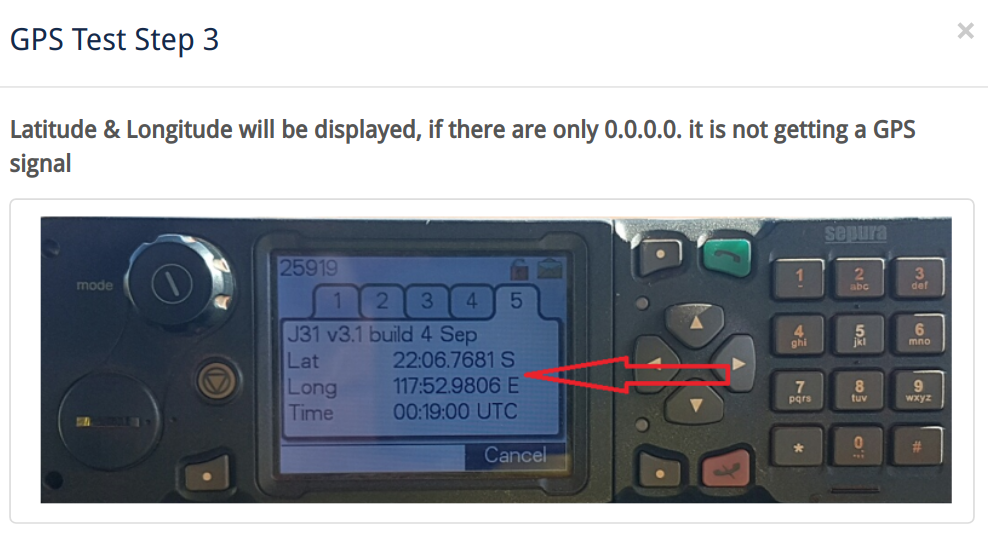 GPS Test Step 3
×
Latitude & Longitude will be displayed, if there are only 0.0.0.0. it is not getting a GPS
signal
sepura
mode
25919
1 2 3 4 5
J31 v3.1 build 4 Sep
Lat 22:06.7681 S
Long 117:52.9806 E
Time 00:19:00 UTC
Cancel
1 2 abc 3 def
4 ghi 5 jkl 6 mno
7 pqrs 8 tuv 9 wxyz
* 0 #